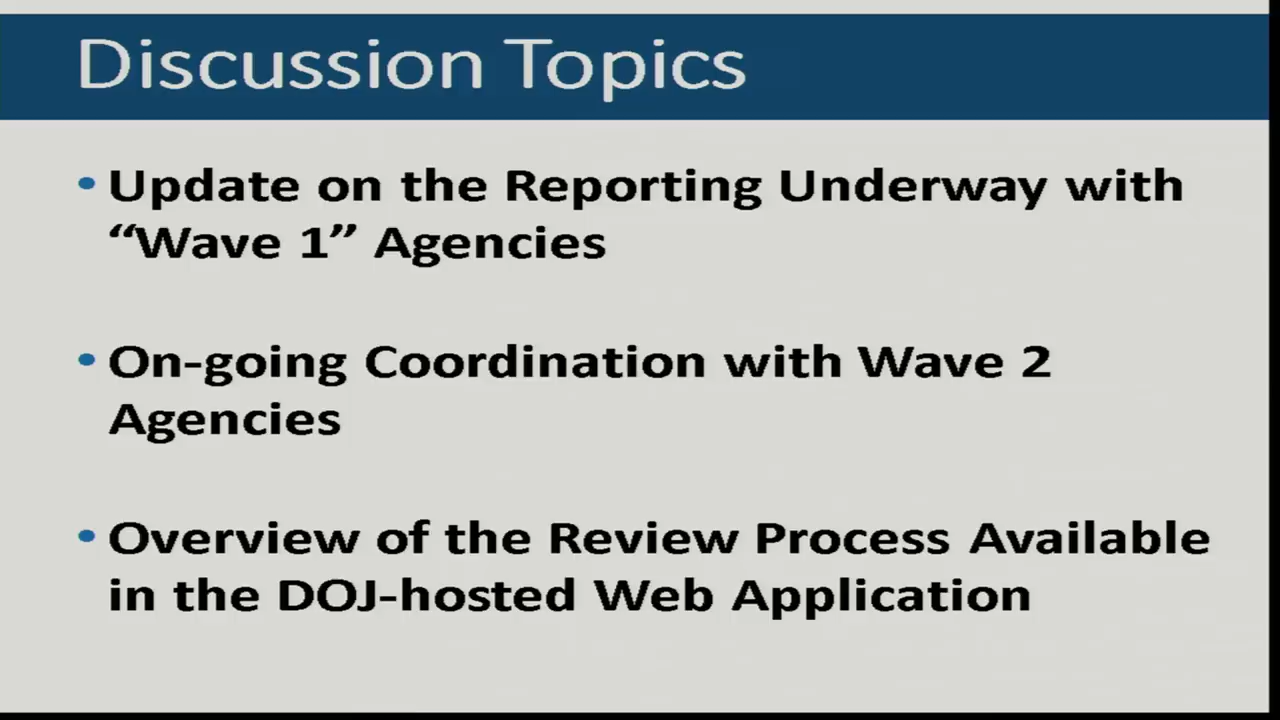 Discussion Topics
• Update on the Reporting Underway with
“Wave 1” Agencies
• On-going Coordination with Wave 2
Agencies
• Overview of the Review Process Available
in the DOJ-hosted Web Application